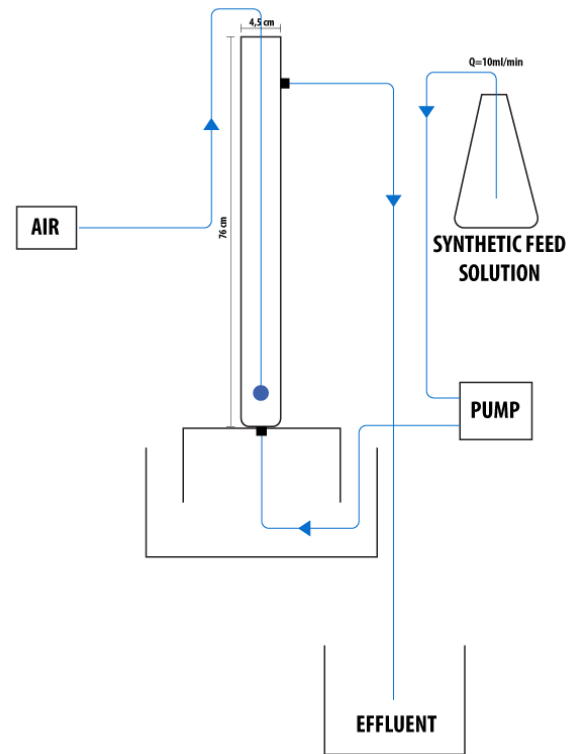 4,5 cm
Q=10ml/min
76 cm
AIR
SYNTHETIC FEED
SOLUTION
PUMP
EFFLUENT